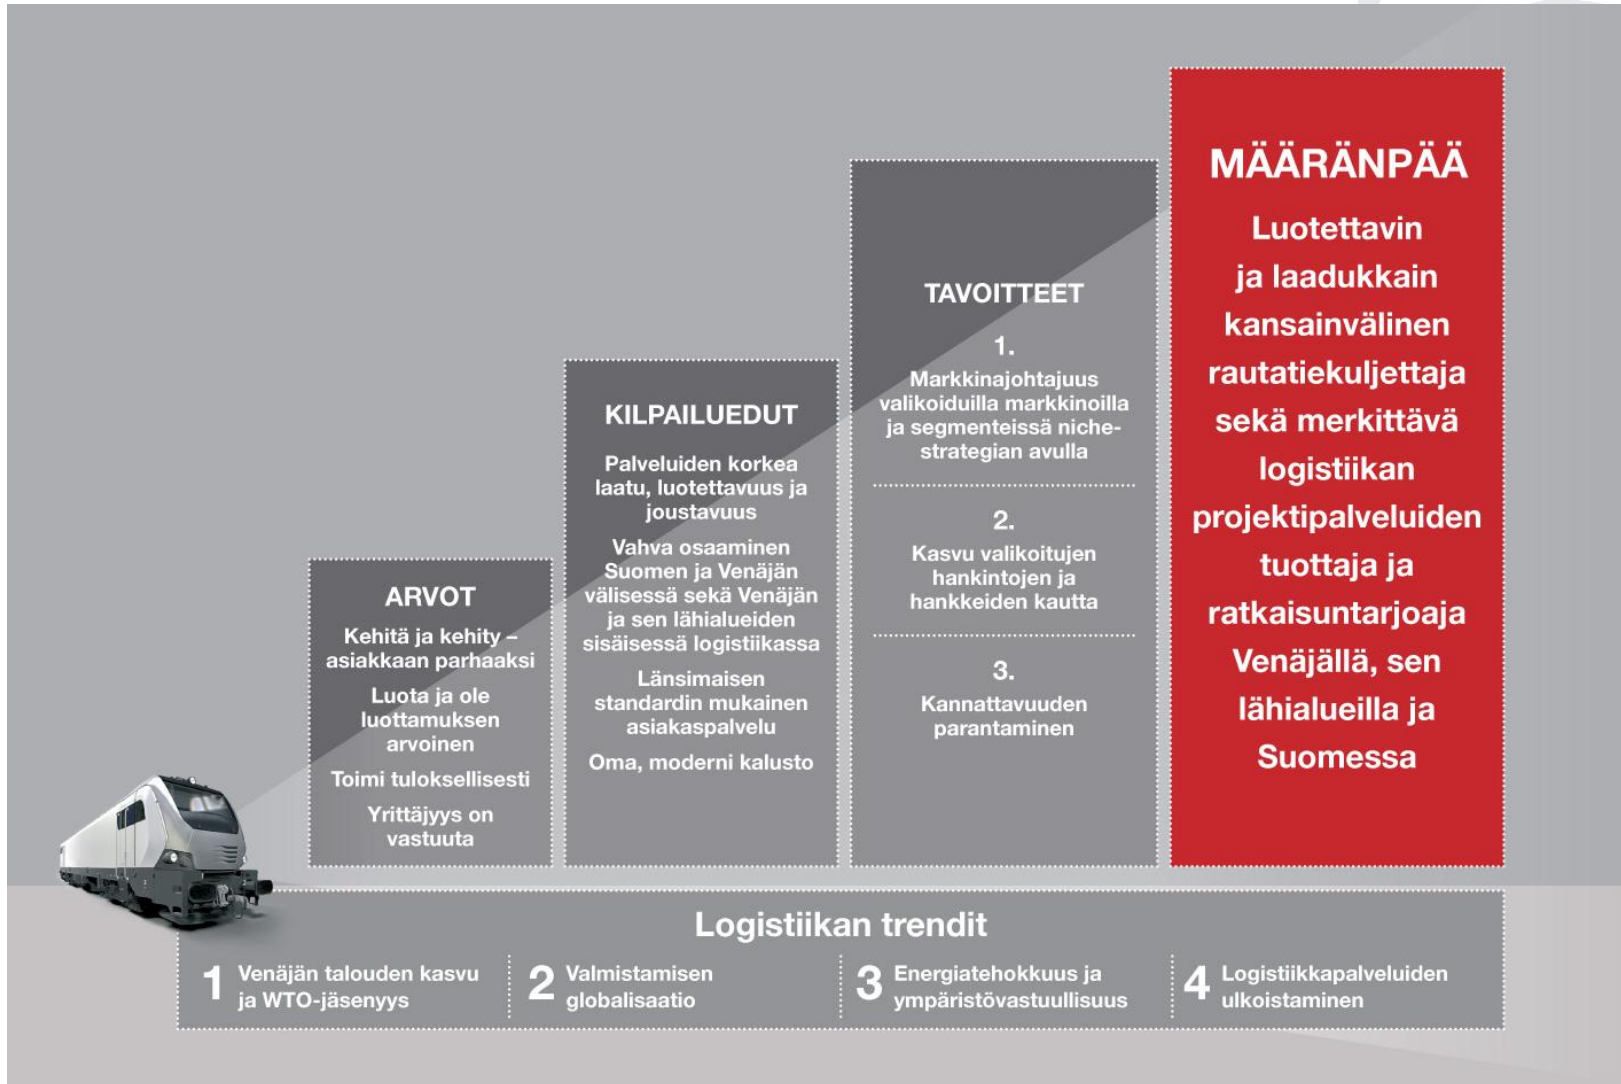 ARVOT
Kehitä ja kehity –
asiakkaan parhaaksi
Luota ja ole
luottamuksen
arvoinen
Toimi tuloksellisesti
Yrittäjyys on
vastuuta
KILPAILUEDUT
Palveluiden korkea
laatu, luotettavuus ja
joustavuus
Vahva osaaminen
Suomen ja Venäjän
välisessä sekä Venäjän
ja sen lähialueiden
sisäisessä logistiikassa
Länsimaisen
standardin mukainen
asiakaspalvelu
Oma, moderni kalusto
TAVOITTEET
1.
Markkinajohtajuus
valikoiduilla markkinoilla
ja segmenteissä niche-
strategian avulla
2.
Kasvu valikoitujen
hankintojen ja
hankkeiden kautta
3.
Kannattavuuden
parantaminen
MÄÄRÄNPÄÄ
Luotettavin
ja laadukkain
kansainvälinen
rautatiekuljettaja
sekä merkittävä
logistiikan
projektipalveluiden
tuottaja ja
ratkaisuntarjoaja
Venäjällä, sen
lähialueilla ja
Suomessa
Logistiikan trendit
1 Venäjän talouden kasvu
ja WTO-jäsenyys
2 Valmistamisen
globalisaatio
3 Energiatehokkuus ja
ympäristövastuullisuus
4 Logistiikkapalveluiden
ulkoistaminen